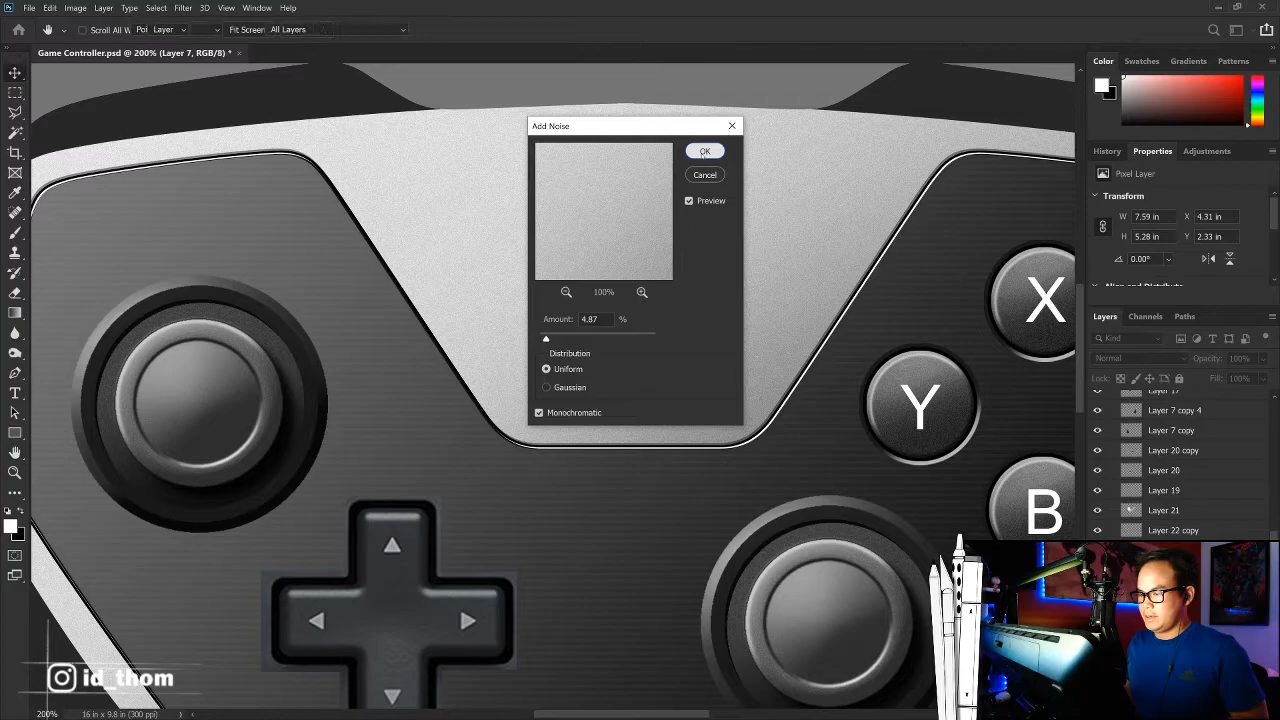 Ps File Edit Image Layer Type Select Filter 3D View Window Help
Scroll All W Poi Layer Fit Screen All Layers
Game Controller.psd @ 200% (Layer 7, RGB/8) * ×
Color Swatches Gradients Patterns
Add Noise
OK
Cancel
Preview
100%
Amount: 4.87 %
Distribution
Uniform
Gaussian
Monochromatic
History Properties Adjustments
Pixel Layer
Transform
W 7.59 in X 4.31 in
H 5.28 in Y 2.33 in
0.00°
Layers Channels Paths
Kind
Normal Opacity: 100%
Lock: Fill: 100%
Layer 17
Layer 7 copy 4
Layer 7 copy
Layer 20 copy
Layer 20
Layer 19
Layer 21
Layer 22 copy
X
Y
B
id_thom
200% 16 in x 9.8 in (300 ppi)